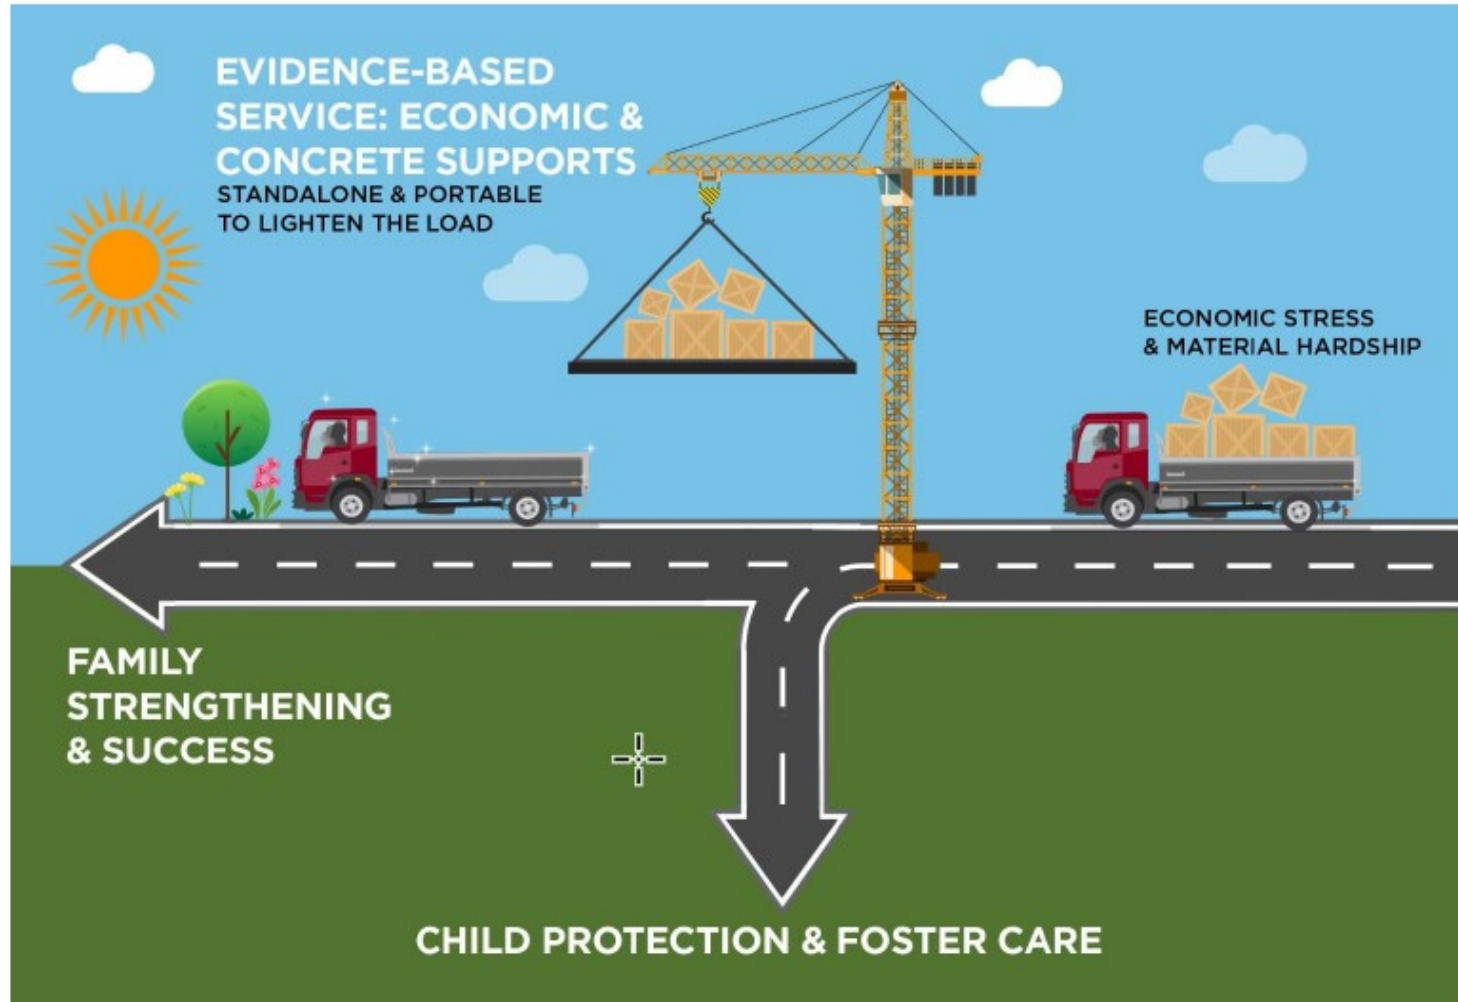 EVIDENCE-BASED
SERVICE: ECONOMIC &
CONCRETE SUPPORTS
STANDALONE & PORTABLE
TO LIGHTEN THE LOAD
ECONOMIC STRESS
& MATERIAL HARDSHIP
FAMILY
STRENGTHENING
& SUCCESS
CHILD PROTECTION & FOSTER CARE